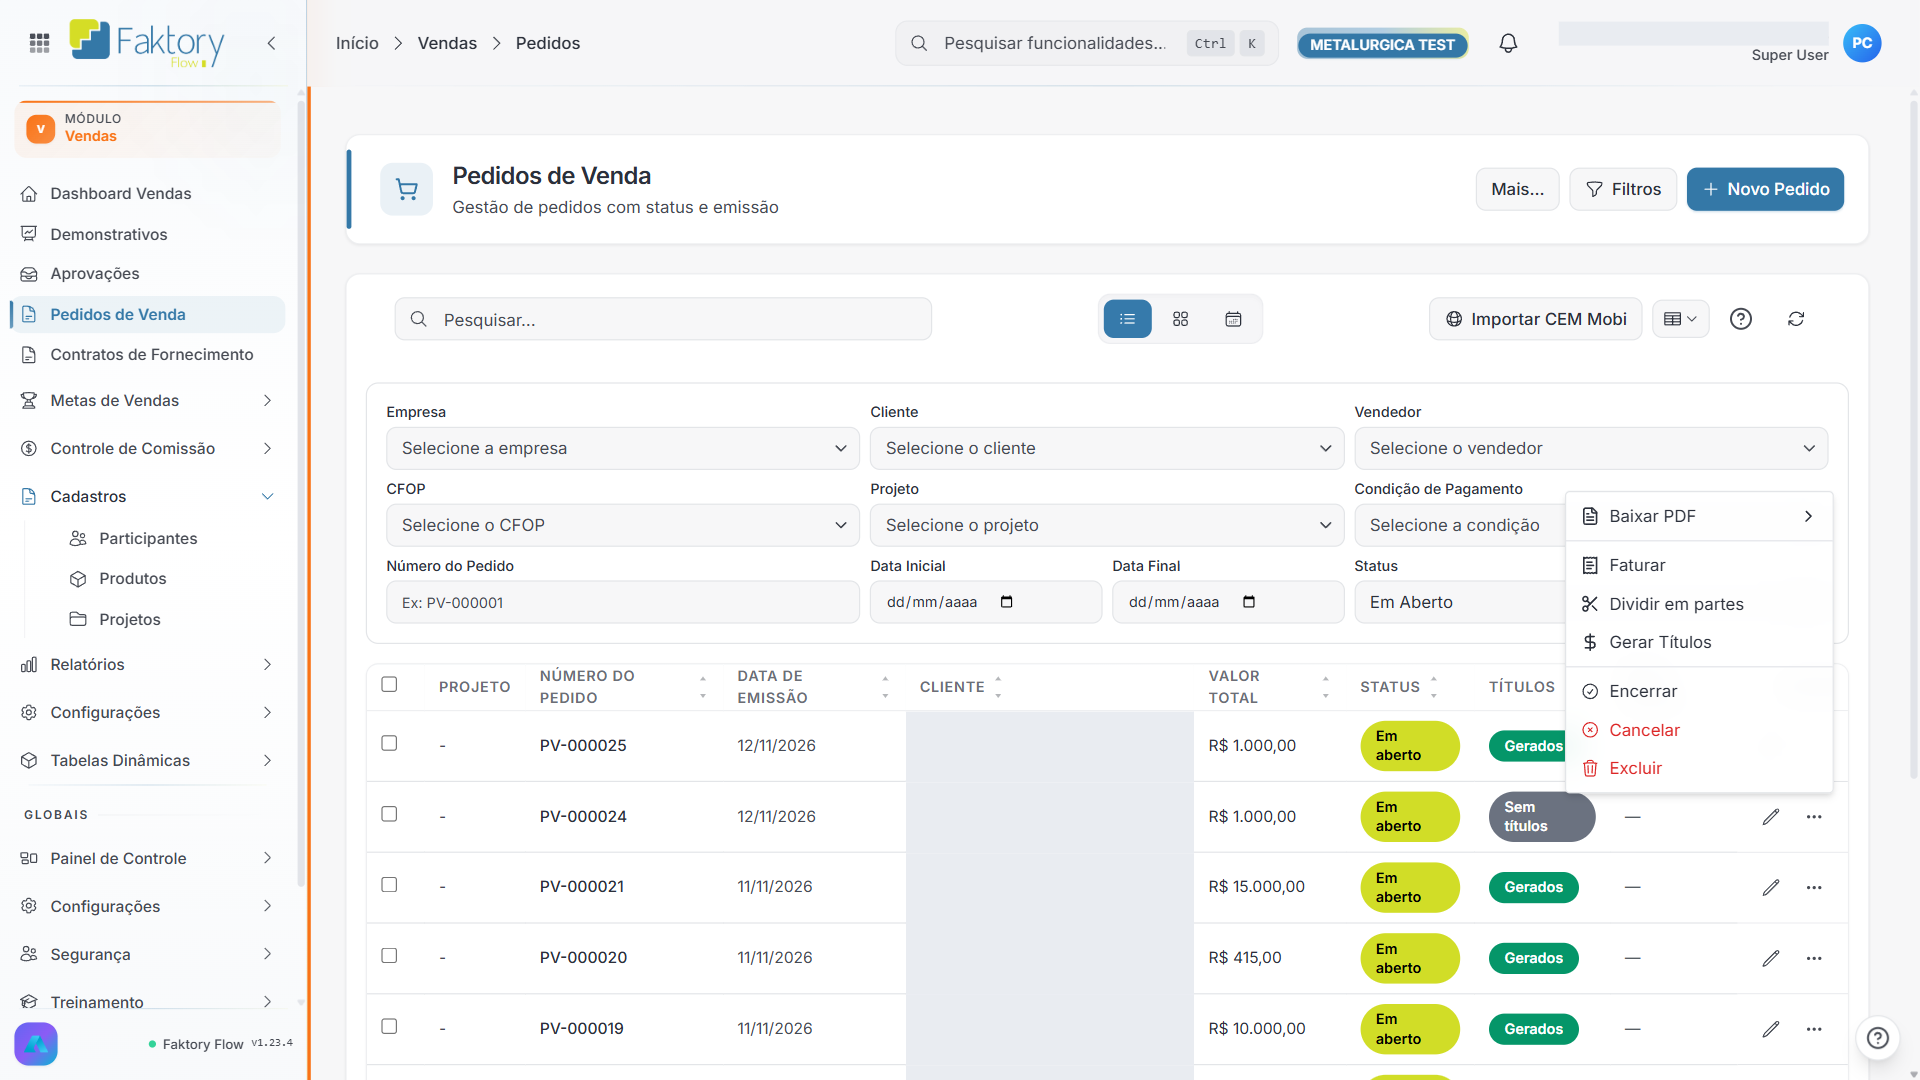 Faktory
Flow
Início
Vendas
Pedidos
Pesquisar funcionalidades...
Ctrl
K
METALURGICA TEST
Super User
PC
V
MÓDULO
Vendas
Dashboard Vendas
Demonstrativos
Aprovações
Pedidos de Venda
Contratos de Fornecimento
Metas de Vendas
Controle de Comissão
Cadastros
Participantes
Produtos
Projetos
Relatórios
Configurações
Tabelas Dinâmicas
GLOBAIS
Painel de Controle
Configurações
Segurança
Treinamento
Faktory Flow v1.23.4
Pedidos de Venda
Gestão de pedidos com status e emissão
Mais...
Filtros
Novo Pedido
Pesquisar...
Importar CEM Mobi
Empresa
Selecione a empresa
Cliente
Selecione o cliente
Vendedor
Selecione o vendedor
CFOP
Selecione o CFOP
Projeto
Selecione o projeto
Condição de Pagamento
Selecione a condição
Número do Pedido
Ex: PV-000001
Data Inicial
dd/mm/aaaa
Data Final
dd/mm/aaaa
Status
Em Aberto
Baixar PDF
Faturar
Dividir em partes
Gerar Títulos
Encerrar
Cancelar
Excluir
PROJETO
NÚMERO DO
PEDIDO
DATA DE
EMISSÃO
CLIENTE
VALOR
TOTAL
STATUS
TÍTULOS
- PV-000025 12/11/2026 R$ 1.000,00 Em
aberto
Gerados
- PV-000024 12/11/2026 R$ 1.000,00 Em
aberto
Sem
títulos
—
- PV-000021 11/11/2026 R$ 15.000,00 Em
aberto
Gerados —
- PV-000020 11/11/2026 R$ 415,00 Em
aberto
Gerados —
- PV-000019 11/11/2026 R$ 10.000,00 Em
aberto
Gerados —